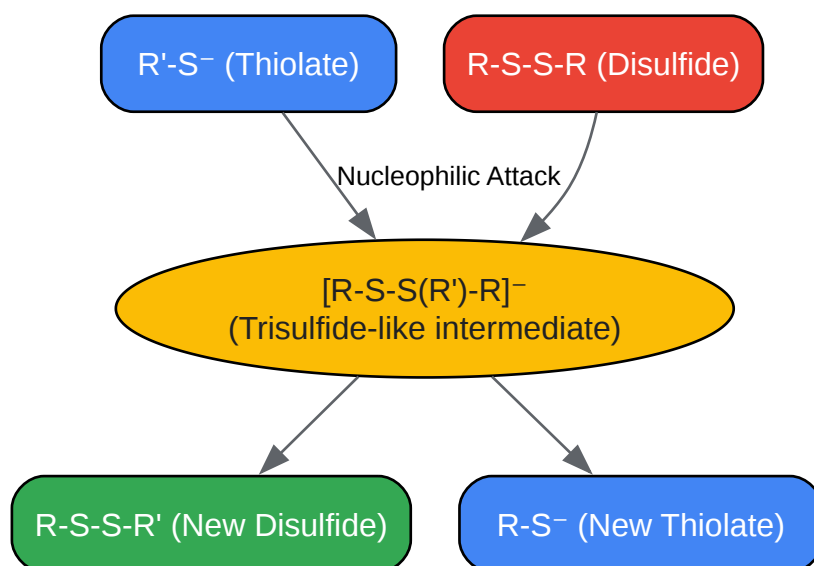 R'-S⁻ (Thiolate)
R-S-S-R (Disulfide)
Nucleophilic Attack
[R-S-S(R')-R]⁻
(Trisulfide-like intermediate)
R-S-S-R' (New Disulfide)
R-S⁻ (New Thiolate)